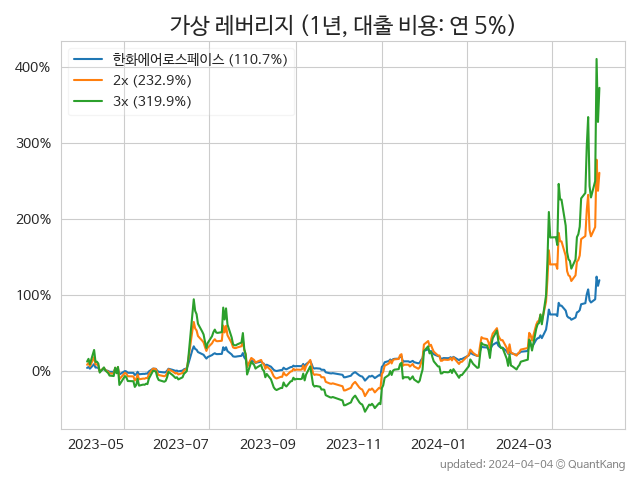 가상 레버리지 (1년, 대출 비용: 연 5%)
한화에어로스페이스 (110.7%)
2x (232.9%)
3x (319.9%)
400%
300%
200%
100%
0%
2023-05 2023-07 2023-09 2023-11 2024-01 2024-03
updated: 2024-04-04 © QuantKang